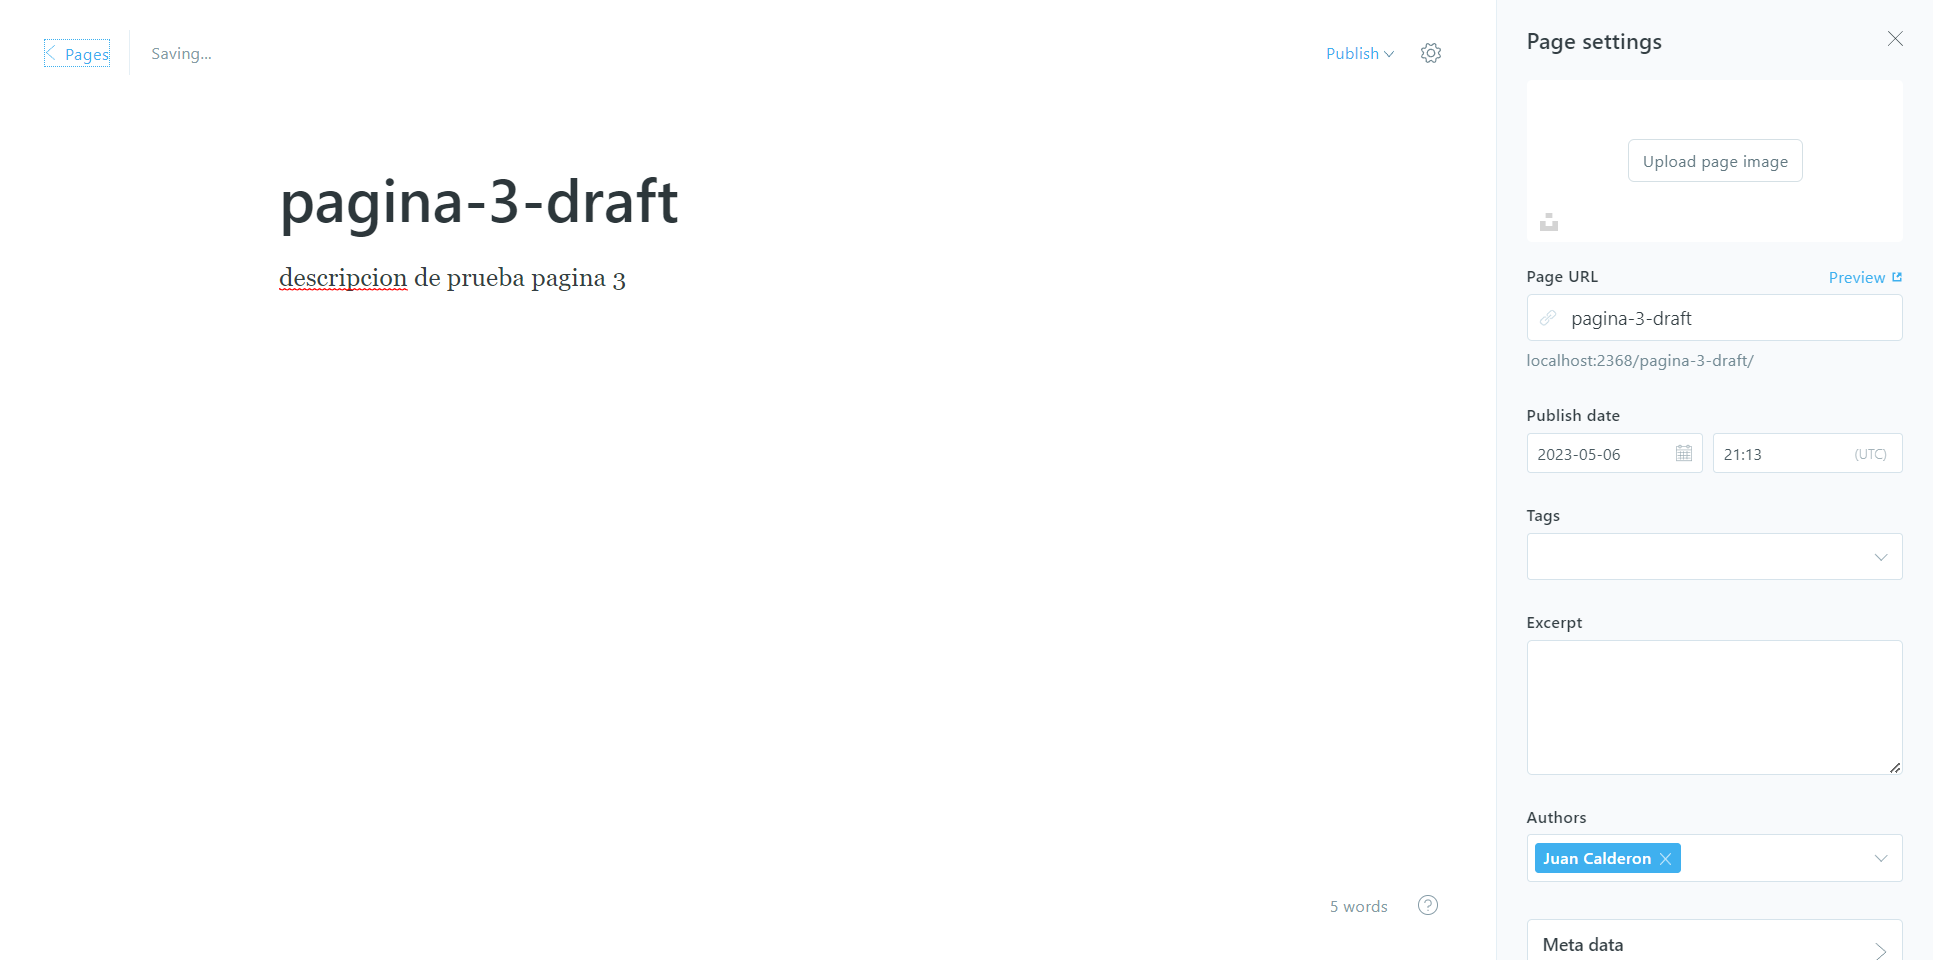 Pages
Saving...
Publish
pagina-3-draft
descripcion de prueba pagina 3
5 words
Page settings
Upload page image
Page URL
Preview
pagina-3-draft
localhost:2368/pagina-3-draft/
Publish date
2023-05-06
21:13
(UTC)
Tags
Excerpt
Authors
Juan Calderon
Meta data